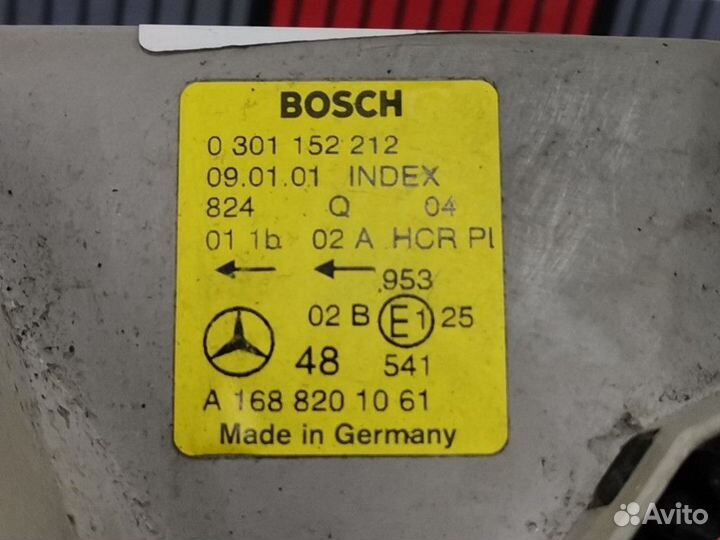 BOSCH
0 301 152 212
09.01.01 INDEX
824 Q 04
01 1b 02 A HCR Pl
953
02 B E1 25
48 541
A 168 820 10 61
Made in Germany
Avito